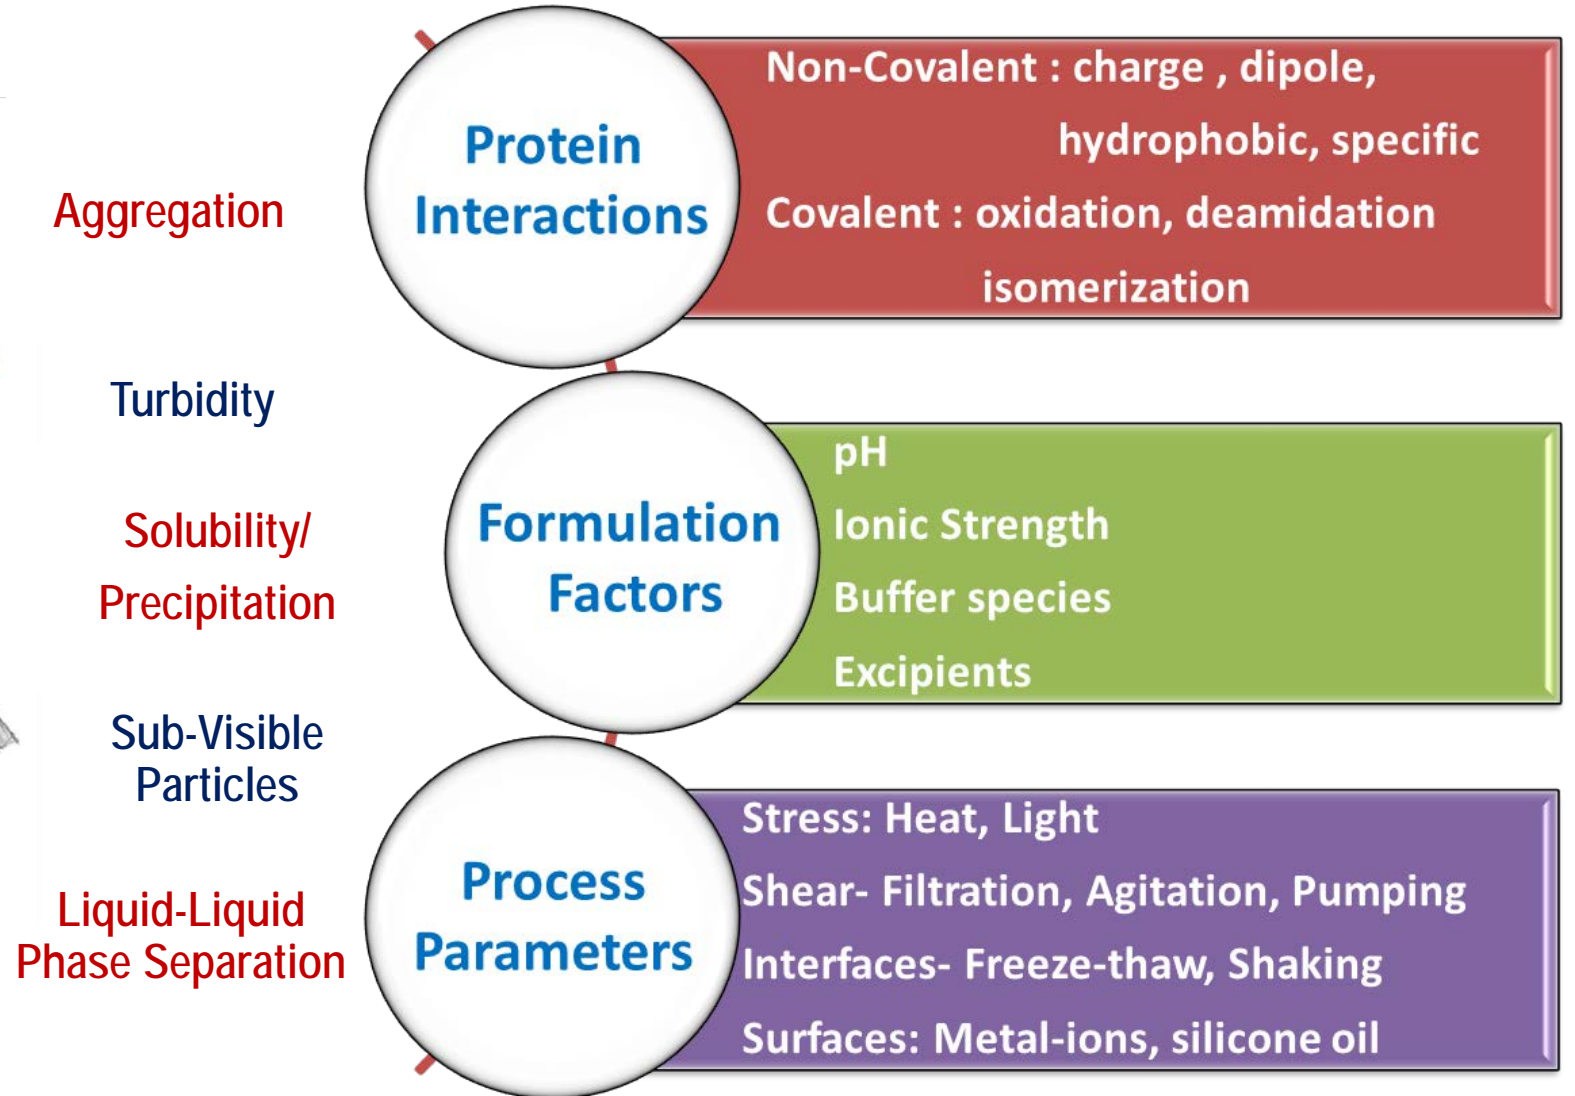 Aggregation
Turbidity
Solubility/
Precipitation
Sub-Visible
Particles
Liquid-Liquid
Phase Separation
Protein
Interactions
Non-Covalent : charge , dipole,
hydrophobic, specific
Covalent : oxidation, deamidation
isomerization
Formulation
Factors
pH
Ionic Strength
Buffer species
Excipients
Process
Parameters
Stress: Heat, Light
Shear- Filtration, Agitation, Pumping
Interfaces- Freeze-thaw, Shaking
Surfaces: Metal-ions, silicone oil